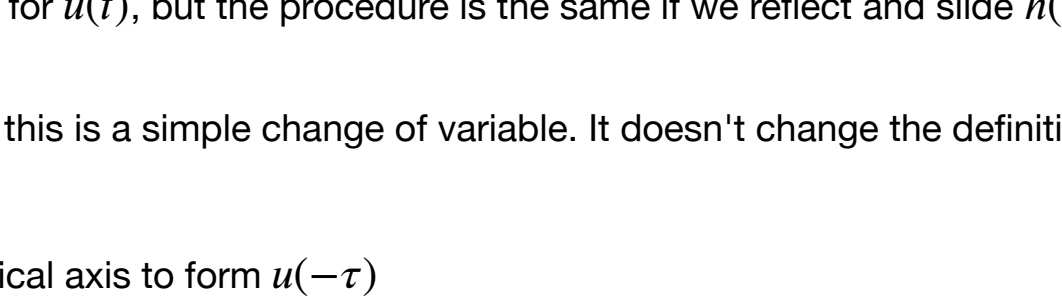 for u(t), but the procedure is the same if we reflect and slide h(
this is a simple change of variable. It doesn't change the definiti
ical axis to form u(−τ)